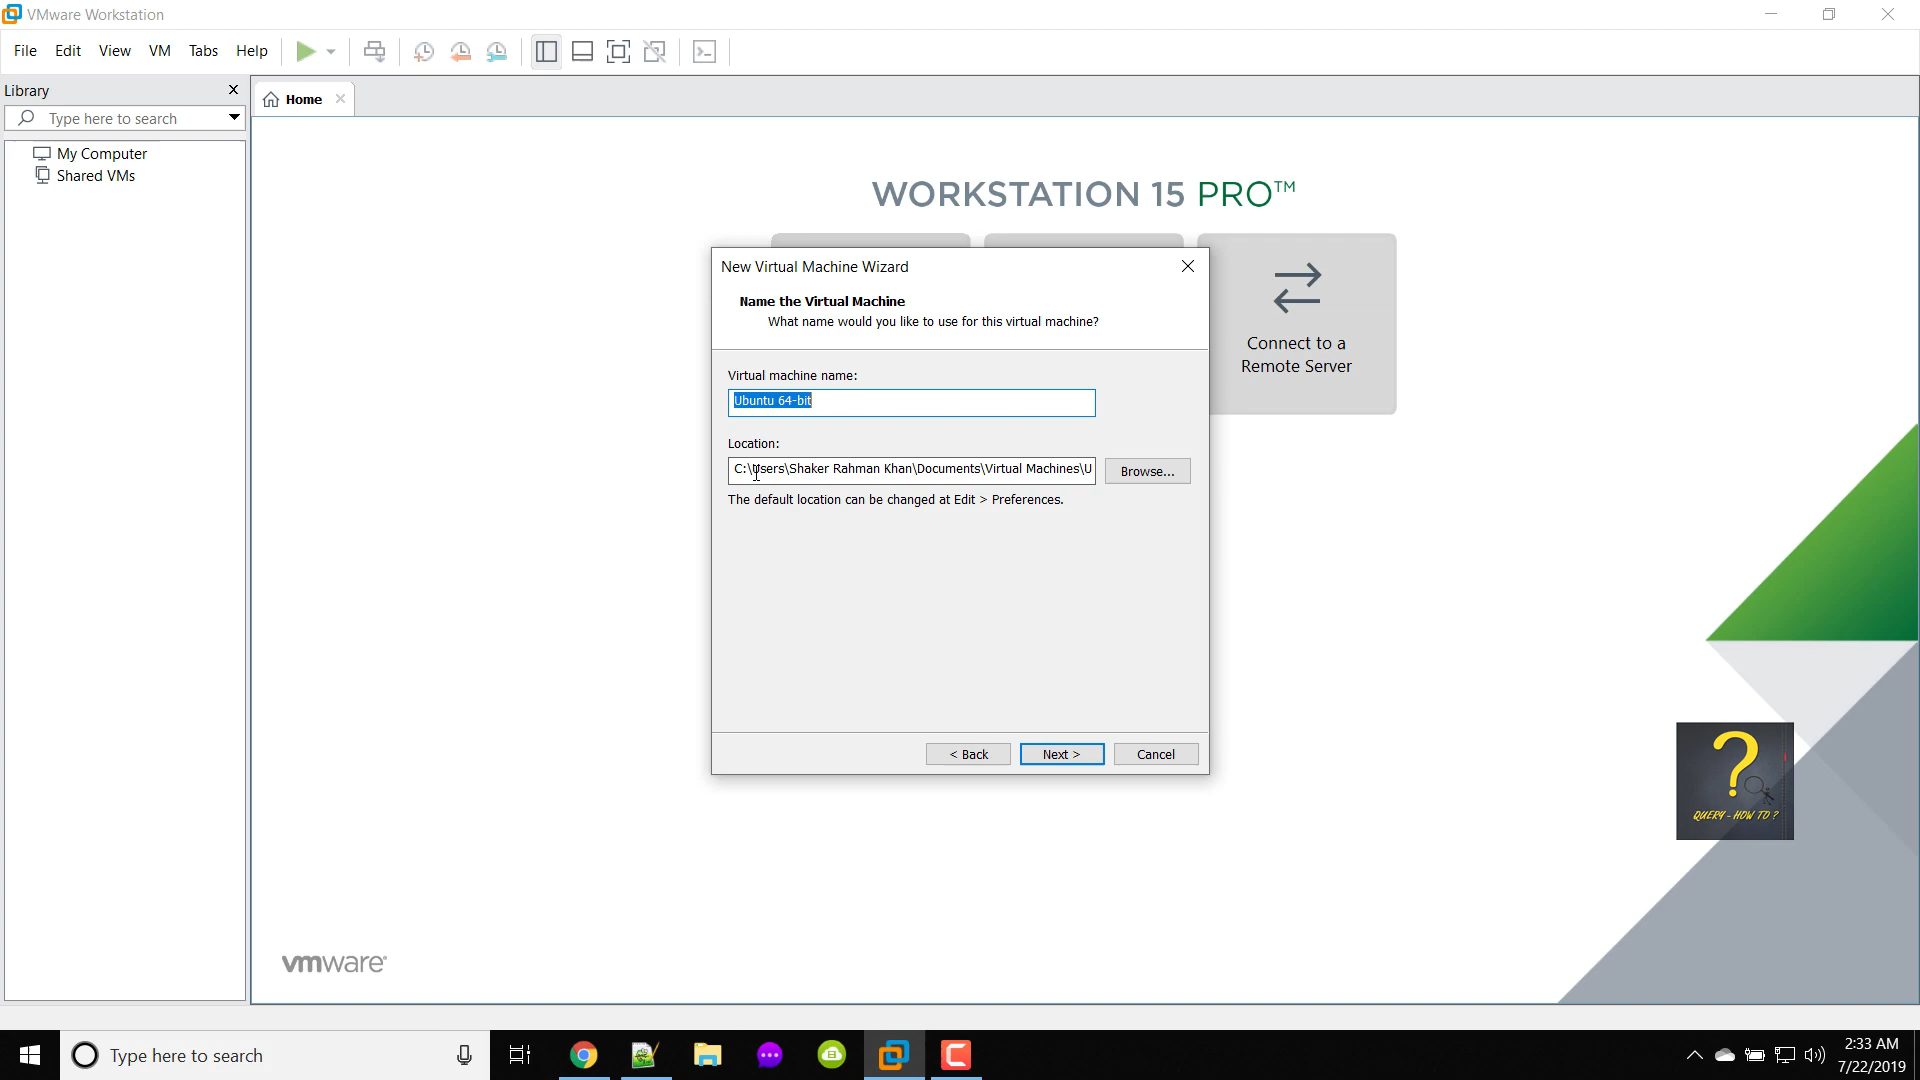 VMware Workstation
File Edit View VM Tabs Help
Library
Type here to search
My Computer
Shared VMs
Home
WORKSTATION 15 PRO™
Connect to a
Remote Server
New Virtual Machine Wizard
Name the Virtual Machine
What name would you like to use for this virtual machine?
Virtual machine name:
Ubuntu 64-bit
Location:
C:\Users\Shaker Rahman Khan\Documents\Virtual Machines\U
Browse...
The default location can be changed at Edit > Preferences.
< Back
Next >
Cancel
?
QUERY - HOW TO ?
vmware®
Type here to search
2:33 AM
7/22/2019